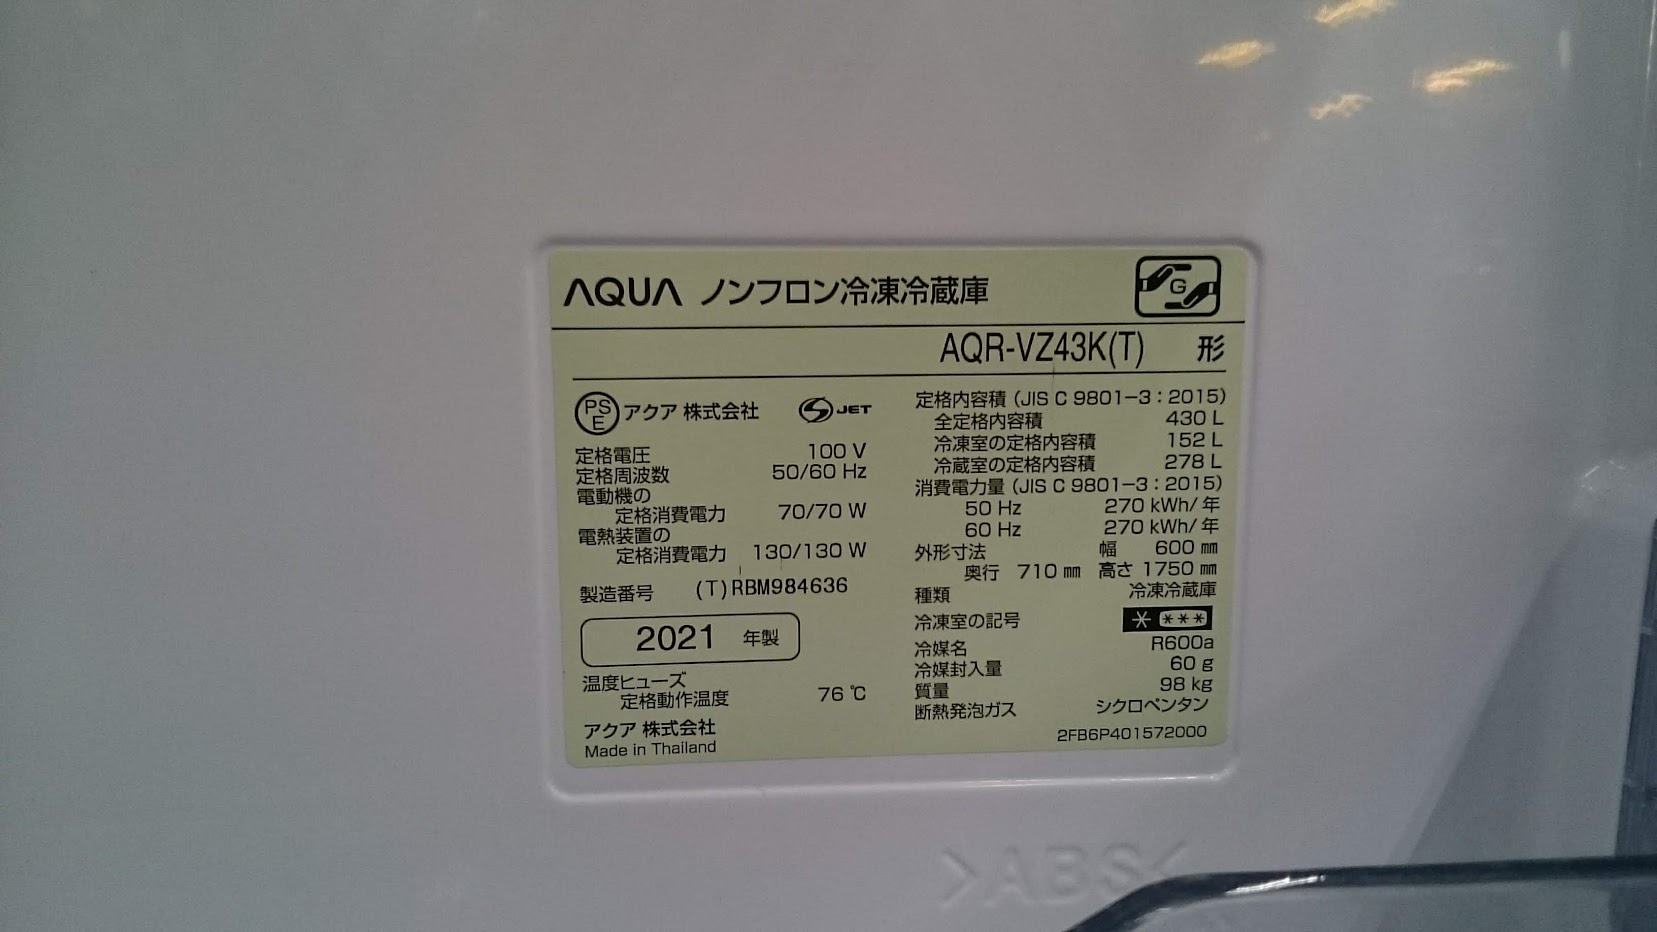 AQUA ノンフロン冷凍冷蔵庫
G
AQR-VZ43K(T) 形
PS
E
アクア 株式会社
S JET
定格電圧 100 V
定格周波数 50/60 Hz
電動機の
定格消費電力 70/70 W
電熱装置の
定格消費電力 130/130 W
製造番号 (T)RBM984636
2021 年製
温度ヒューズ
定格動作温度 76 ℃
アクア 株式会社
Made in Thailand
定格内容積 (JIS C 9801-3 : 2015)
全定格内容積 430 L
冷凍室の定格内容積 152 L
冷蔵室の定格内容積 278 L
消費電力量 (JIS C 9801-3 : 2015)
50 Hz 270 kWh/年
60 Hz 270 kWh/年
外形寸法 幅 600 ㎜
奥行 710 ㎜ 高さ 1750 ㎜
種類 冷凍冷蔵庫
冷凍室の記号 * ***
冷媒名 R600a
冷媒封入量 60 g
質量 98 kg
断熱発泡ガス シクロペンタン
2FB6P401572000
>ABS<